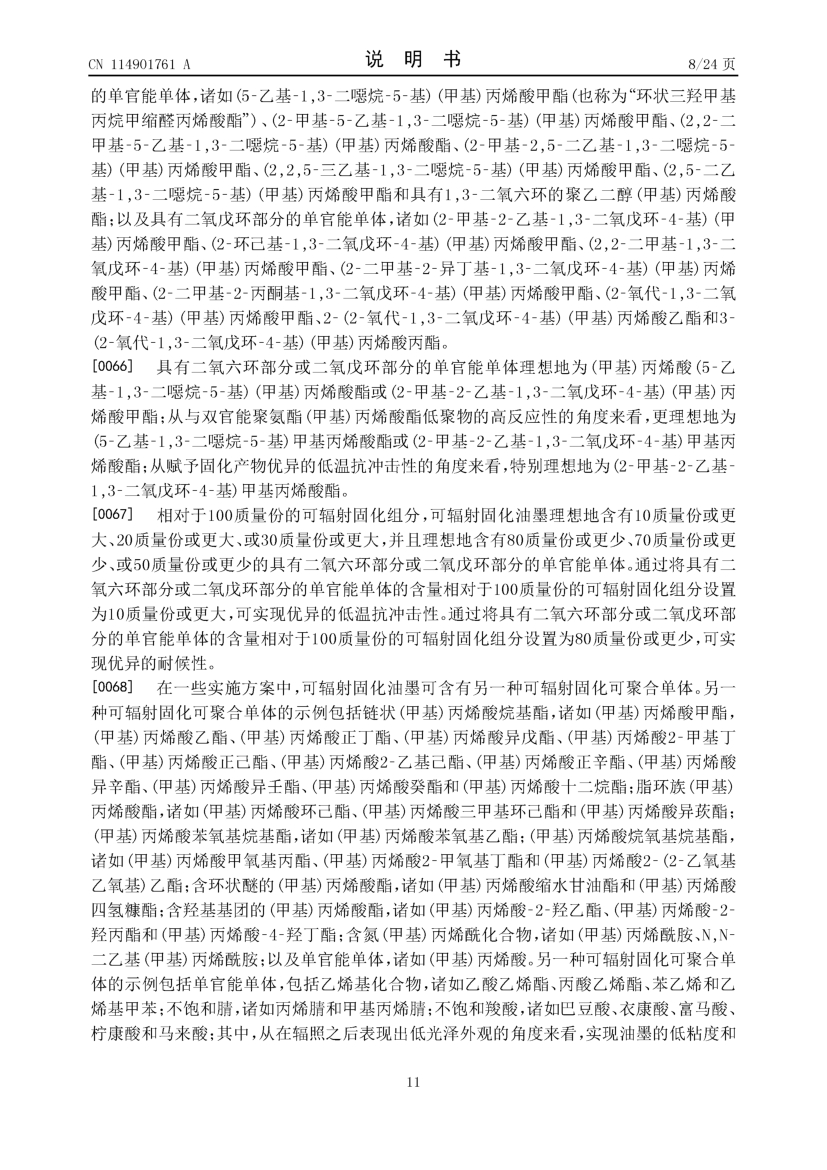 CN 114901761 A
说 明 书
8/24 页
的单官能单体,诸如(5-乙基-1,3-二噁烷-5-基)(甲基)丙烯酸甲酯(也称为“环状三羟甲基
丙烷甲缩醛丙烯酸酯”)、(2-甲基-5-乙基-1,3-二噁烷-5-基)(甲基)丙烯酸甲酯、(2,2-二
甲基-5-乙基-1,3-二噁烷-5-基)(甲基)丙烯酸酯、(2-甲基-2,5-二乙基-1,3-二噁烷-5-
基)(甲基)丙烯酸甲酯、(2,2,5-三乙基-1,3-二噁烷-5-基)(甲基)丙烯酸甲酯、(2,5-二乙
基-1,3-二噁烷-5-基)(甲基)丙烯酸甲酯和具有1,3-二氧六环的聚乙二醇(甲基)丙烯酸
酯;以及具有二氧戊环部分的单官能单体,诸如(2-甲基-2-乙基-1,3-二氧戊环-4-基)(甲
基)丙烯酸甲酯、(2-环己基-1,3-二氧戊环-4-基)(甲基)丙烯酸甲酯、(2,2-二甲基-1,3-二
氧戊环-4-基)(甲基)丙烯酸甲酯、(2-二甲基-2-异丁基-1,3-二氧戊环-4-基)(甲基)丙烯
酸甲酯、(2-二甲基-2-丙酮基-1,3-二氧戊环-4-基)(甲基)丙烯酸甲酯、(2-氧代-1,3-二氧
戊环-4-基)(甲基)丙烯酸甲酯、2-(2-氧代-1,3-二氧戊环-4-基)(甲基)丙烯酸乙酯和3-
(2-氧代-1,3-二氧戊环-4-基)(甲基)丙烯酸丙酯。
[0066] 具有二氧六环部分或二氧戊环部分的单官能单体理想地为(甲基)丙烯酸(5-乙
基-1,3-二噁烷-5-基)(甲基)丙烯酸酯或(2-甲基-2-乙基-1,3-二氧戊环-4-基)(甲基)丙
烯酸甲酯;从与双官能聚氨酯(甲基)丙烯酸酯低聚物的高反应性的角度来看,更理想地为
(5-乙基-1,3-二噁烷-5-基)甲基丙烯酸酯或(2-甲基-2-乙基-1,3-二氧戊环-4-基)甲基丙
烯酸酯;从赋予固化产物优异的低温抗冲击性的角度来看,特别理想地为(2-甲基-2-乙基-
1,3-二氧戊环-4-基)甲基丙烯酸酯。
[0067] 相对于100质量份的可辐射固化组分,可辐射固化油墨理想地含有10质量份或更
大、20质量份或更大、或30质量份或更大,并且理想地含有80质量份或更少、70质量份或更
少、或50质量份或更少的具有二氧六环部分或二氧戊环部分的单官能单体。通过将具有二
氧六环部分或二氧戊环部分的单官能单体的含量相对于100质量份的可辐射固化组分设置
为10质量份或更大,可实现优异的低温抗冲击性。通过将具有二氧六环部分或二氧戊环部
分的单官能单体的含量相对于100质量份的可辐射固化组分设置为80质量份或更少,可实
现优异的耐候性。
[0068] 在一些实施方案中,可辐射固化油墨可含有另一种可辐射固化可聚合单体。另一
种可辐射固化可聚合单体的示例包括链状(甲基)丙烯酸烷基酯,诸如(甲基)丙烯酸甲酯,
(甲基)丙烯酸乙酯、(甲基)丙烯酸正丁酯、(甲基)丙烯酸异戊酯、(甲基)丙烯酸2-甲基丁
酯、(甲基)丙烯酸正己酯、(甲基)丙烯酸2-乙基己酯、(甲基)丙烯酸正辛酯、(甲基)丙烯酸
异辛酯、(甲基)丙烯酸异壬酯、(甲基)丙烯酸癸酯和(甲基)丙烯酸十二烷酯;脂环族(甲基)
丙烯酸酯,诸如(甲基)丙烯酸环己酯、(甲基)丙烯酸三甲基环己酯和(甲基)丙烯酸异莰酯;
(甲基)丙烯酸苯氧基烷基酯,诸如(甲基)丙烯酸苯氧基乙酯;(甲基)丙烯酸烷氧基烷基酯,
诸如(甲基)丙烯酸甲氧基丙酯、(甲基)丙烯酸2-甲氧基丁酯和(甲基)丙烯酸2-(2-乙氧基
乙氧基)乙酯;含环状醚的(甲基)丙烯酸酯,诸如(甲基)丙烯酸缩水甘油酯和(甲基)丙烯酸
四氢糠酯;含羟基基团的(甲基)丙烯酸酯,诸如(甲基)丙烯酸-2-羟乙酯、(甲基)丙烯酸-2-
羟丙酯和(甲基)丙烯酸-4-羟丁酯;含氮(甲基)丙烯酰化合物,诸如(甲基)丙烯酰胺、N,N-
二乙基(甲基)丙烯酰胺;以及单官能单体,诸如(甲基)丙烯酸。另一种可辐射固化可聚合单
体的示例包括单官能单体,包括乙烯基化合物,诸如乙酸乙烯酯、丙酸乙烯酯、苯乙烯和乙
烯基甲苯;不饱和腈,诸如丙烯腈和甲基丙烯腈;不饱和羧酸,诸如巴豆酸、衣康酸、富马酸、
柠康酸和马来酸;其中,从在辐照之后表现出低光泽外观的角度来看,实现油墨的低粘度和
11